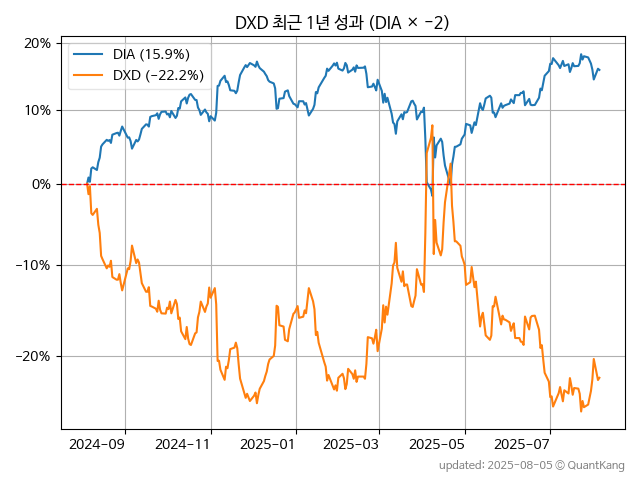 DXD 최근 1년 성과 (DIA × −2)
DIA (15.9%)
DXD (−22.2%)
20%
10%
0%
−10%
−20%
2024-09 2024-11 2025-01 2025-03 2025-05 2025-07
updated: 2025-08-05 © QuantKang